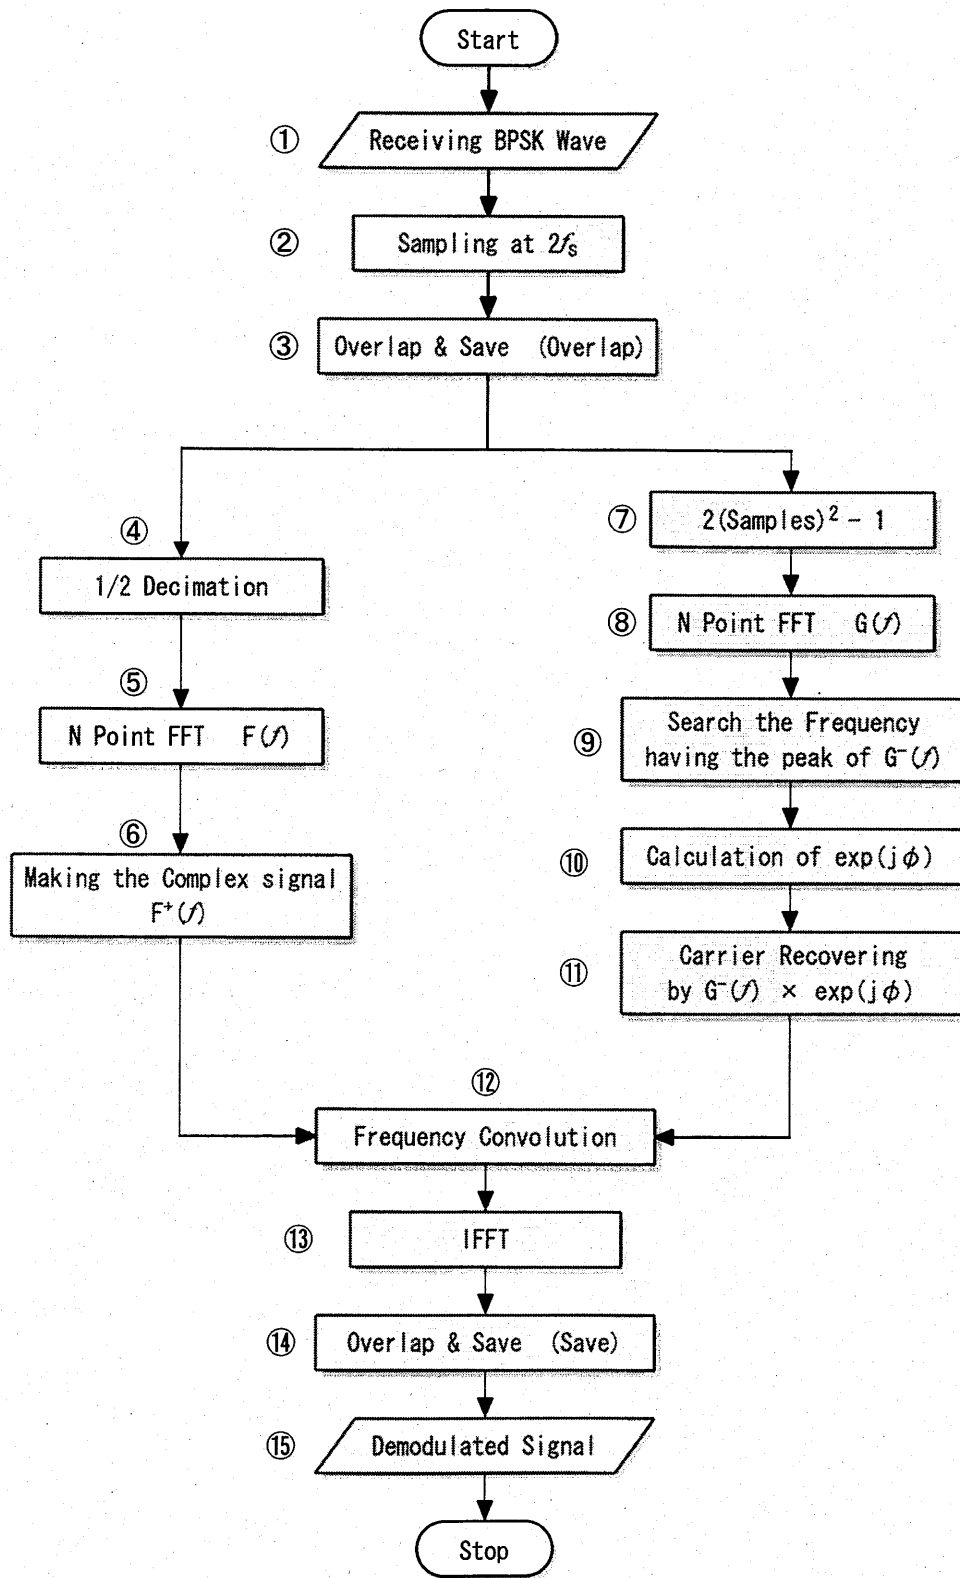 Start
① Receiving BPSK Wave
② Sampling at 2fs
③ Overlap & Save (Overlap)
④
1/2 Decimation
⑤
N Point FFT F(f)
⑥
Making the Complex signal
F⁺(f)
⑦ 2(Samples)² - 1
⑧ N Point FFT G(f)
⑨ Search the Frequency
having the peak of G⁻(f)
⑩ Calculation of exp(jϕ)
⑪ Carrier Recovering
by G⁻(f) × exp(jϕ)
⑫
Frequency Convolution
⑬ IFFT
⑭ Overlap & Save (Save)
⑮ Demodulated Signal
Stop